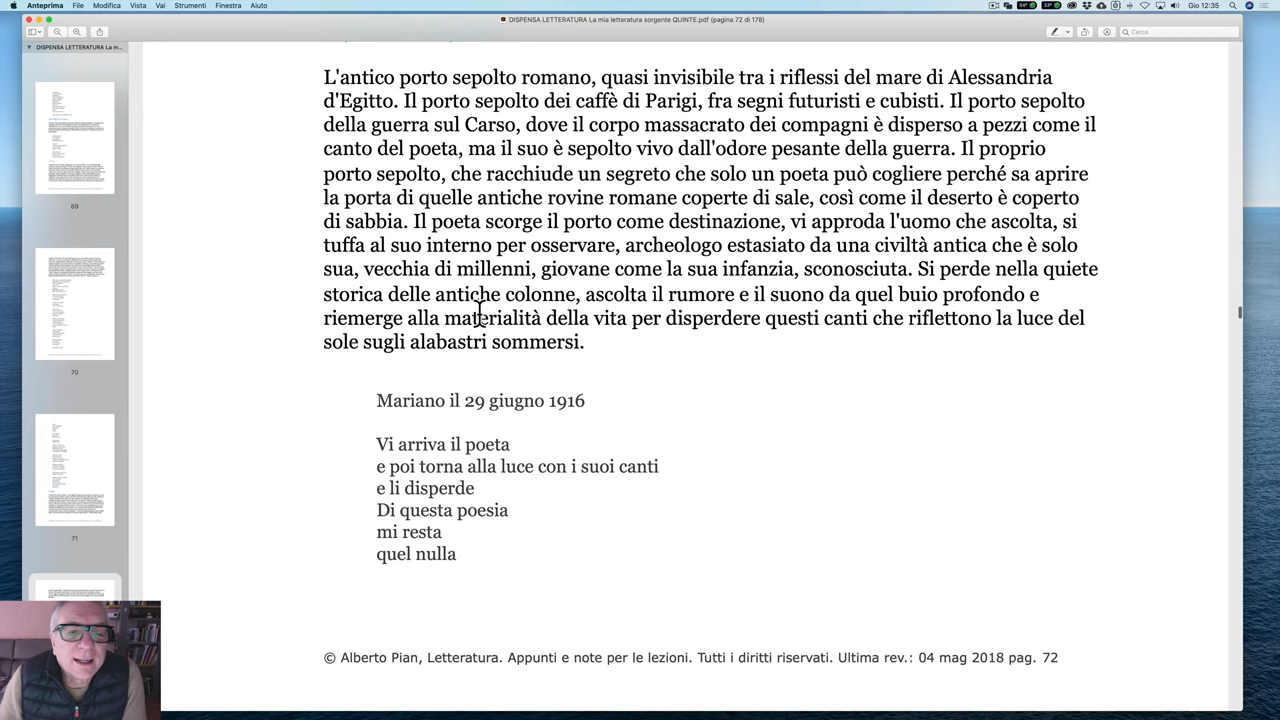 Anteprima File Modifica Vista Vai Strumenti Finestra Aiuto
54° 33° Gio 12:35
DISPENSA LETTERATURA La mia letteratura sorgente QUINTE.pdf (pagina 72 di 178)
Cerca
DISPENSA LETTERATURA La m...
69
70
71
L'antico porto sepolto romano, quasi invisibile tra i riflessi del mare di Alessandria
d'Egitto. Il porto sepolto dei caffè di Parigi, fra segni futuristi e cubisti. Il porto sepolto
della guerra sul Carso, dove il corpo massacrato dei compagni è disperso a pezzi come il
canto del poeta, ma il suo è sepolto vivo dall'odore pesante della guerra. Il proprio
porto sepolto, che racchiude un segreto che solo un poeta può cogliere perché sa aprire
la porta di quelle antiche rovine romane coperte di sale, così come il deserto è coperto
di sabbia. Il poeta scorge il porto come destinazione, vi approda l'uomo che ascolta, si
tuffa al suo interno per osservare, archeologo estasiato da una civiltà antica che è solo
sua, vecchia di millenni, giovane come la sua infanzia, sconosciuta. Si perde nella quiete
storica delle antiche colonne, ascolta il rumore e il suono da quel buio profondo e
riemerge alla materialità della vita per disperdere questi canti che riflettono la luce del
sole sugli alabastri sommersi.
Mariano il 29 giugno 1916
Vi arriva il poeta
e poi torna alla luce con i suoi canti
e li disperde
Di questa poesia
mi resta
quel nulla
© Alberto Pian, Letteratura. Appunti e note per le lezioni. Tutti i diritti riservati. Ultima rev.: 04 mag 2018 pag. 72